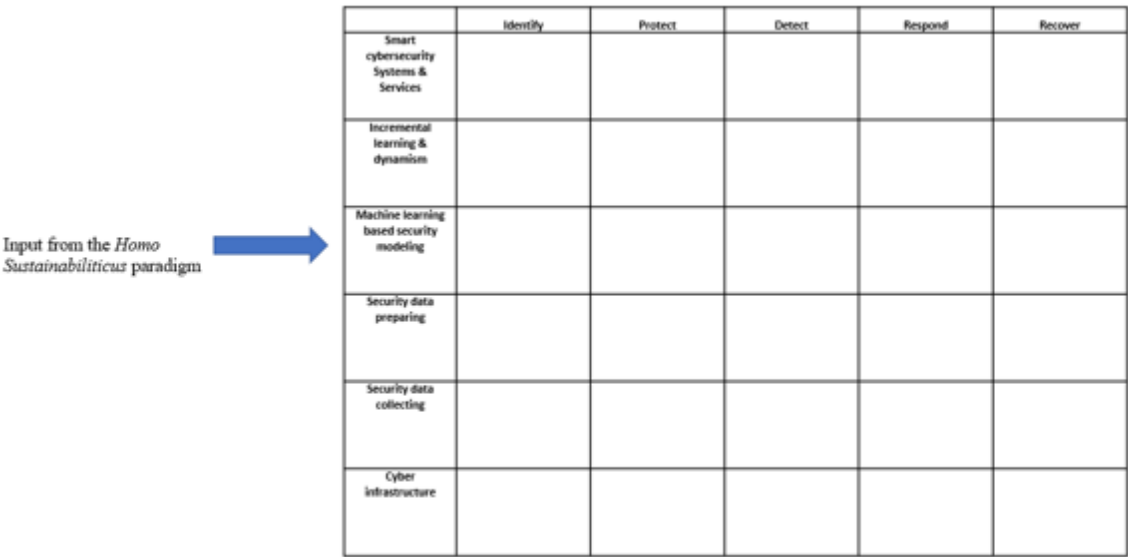 Identify Protect Detect Respond Recover
Smart
cybersecurity
Systems &
Services
Incremental
learning &
dynamism
Machine learning
based security
modeling
Input from the Homo
Sustainabiliticus paradigm
Security data
preparing
Security data
collecting
Cyber
infrastructure